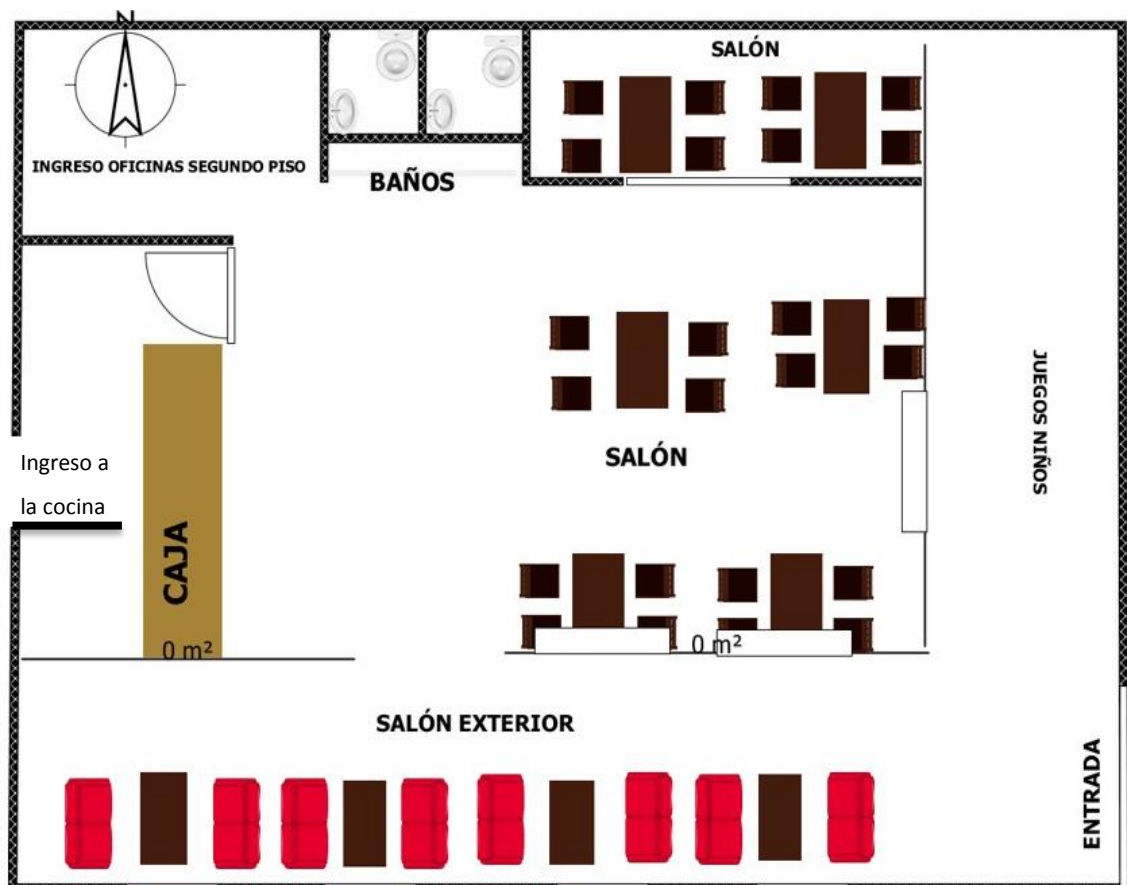 N
SALÓN
INGRESO OFICINAS SEGUNDO PISO
BAÑOS
JUEGOS NIÑOS
SALÓN
Ingreso a
la cocina
CAJA
0 m²
0 m²
SALÓN EXTERIOR
ENTRADA